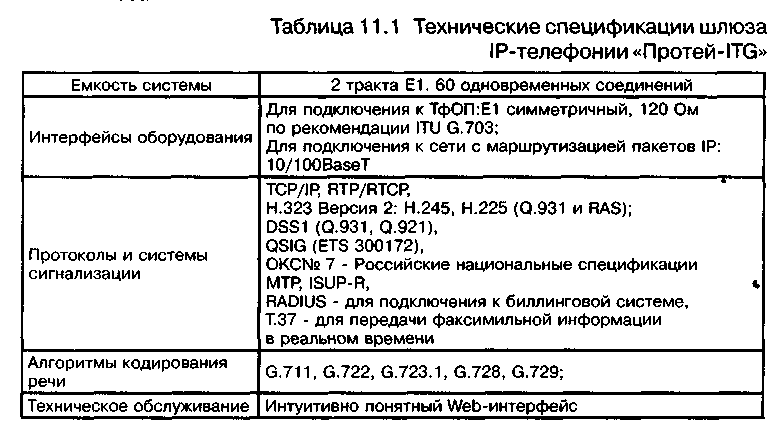 Таблица 11.1 Технические спецификации шлюза
IP-телефонии «Протей-ITG»
Емкость системы
2 тракта E1. 60 одновременных соединений
Интерфейсы оборудования
Для подключения к ТфОП:E1 симметричный, 120 Ом
по рекомендации ITU G.703;
Для подключения к сети с маршрутизацией пакетов IP:
10/100BaseT
Протоколы и системы
сигнализации
TCP/IP, RTP/RTCP,
H.323 Версия 2: H.245, H.225 (Q.931 и RAS);
DSS1 (Q.931, Q.921),
QSIG (ETS 300172),
ОКС№ 7 - Российские национальные спецификации
MTP, ISUP-R,
RADIUS - для подключения к биллинговой системе,
T.37 - для передачи факсимильной информации
в реальном времени
Алгоритмы кодирования
речи
G.711, G.722, G.723.1, G.728, G.729;
Техническое обслуживание
Интуитивно понятный Web-интерфейс